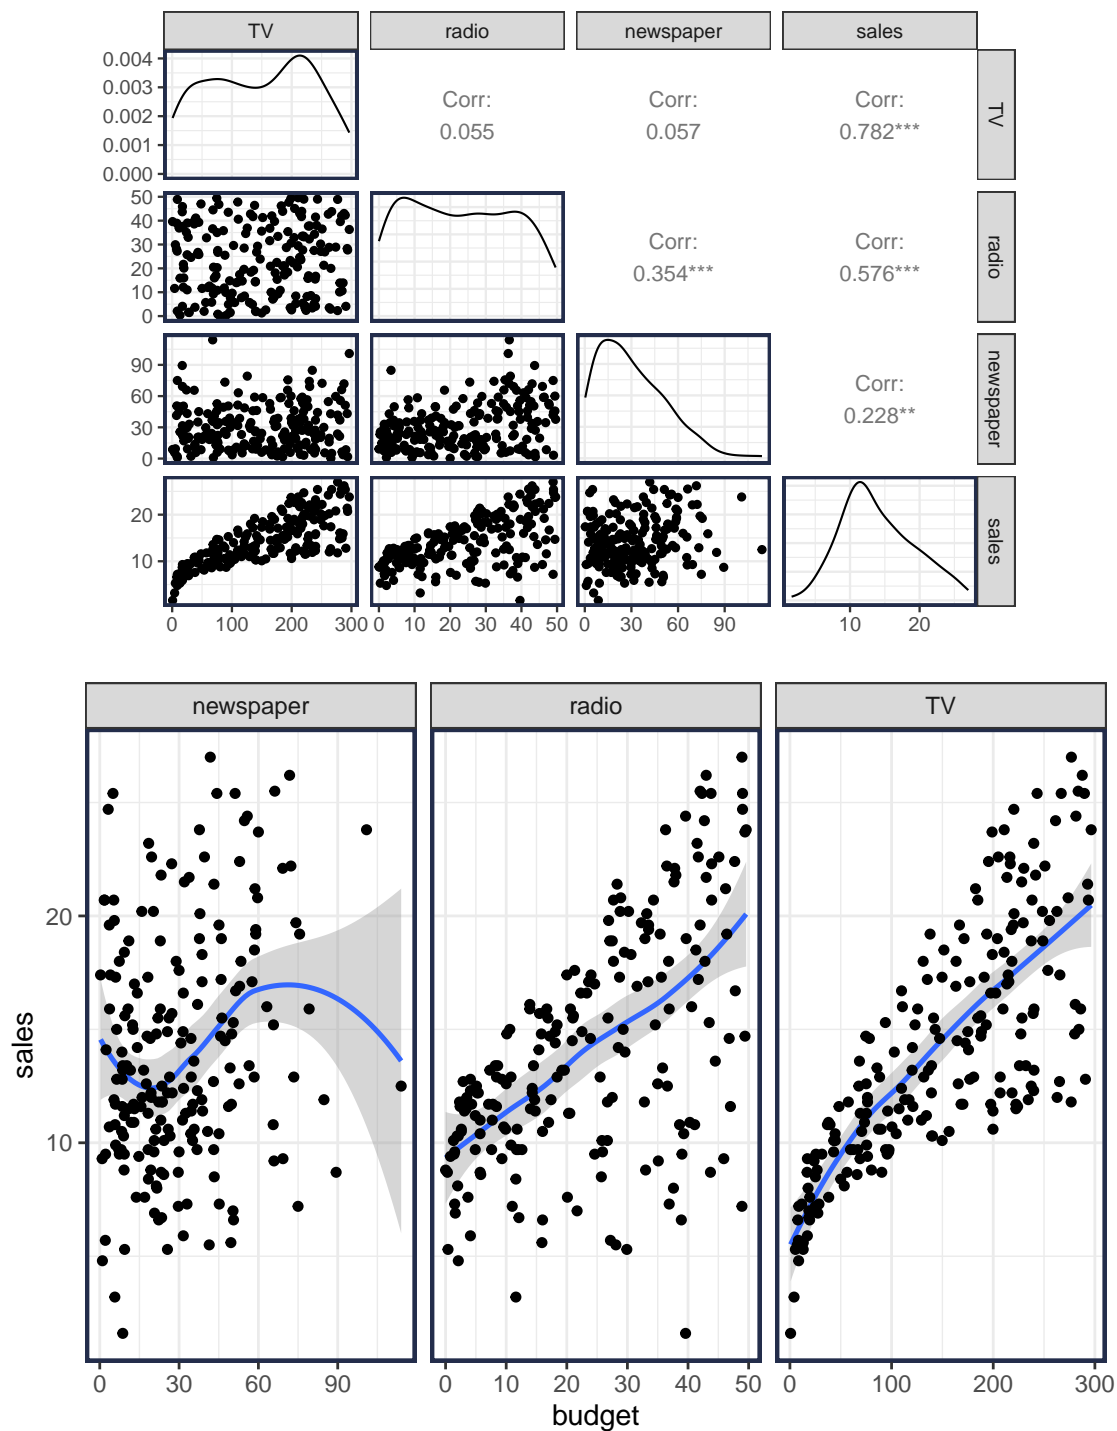 TV radio newspaper sales
0.004
0.003
0.002
0.001
0.000
Corr:
0.055
Corr:
0.057
Corr:
0.782***
TV
50
40
30
20
10
0
Corr:
0.354***
Corr:
0.576***
radio
90
60
30
0
Corr:
0.228**
newspaper
20
10
sales
0 100 200 300 0 10 20 30 40 50 0 30 60 90 10 20
newspaper radio TV
20
10
sales
0 30 60 90 0 10 20 30 40 50 0 100 200 300
budget